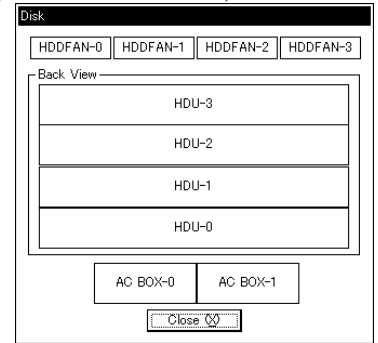 Disk
HDDFAN-0 HDDFAN-1 HDDFAN-2 HDDFAN-3
Back View
HDU-3
HDU-2
HDU-1
HDU-0
AC BOX-0 AC BOX-1
Close (X)